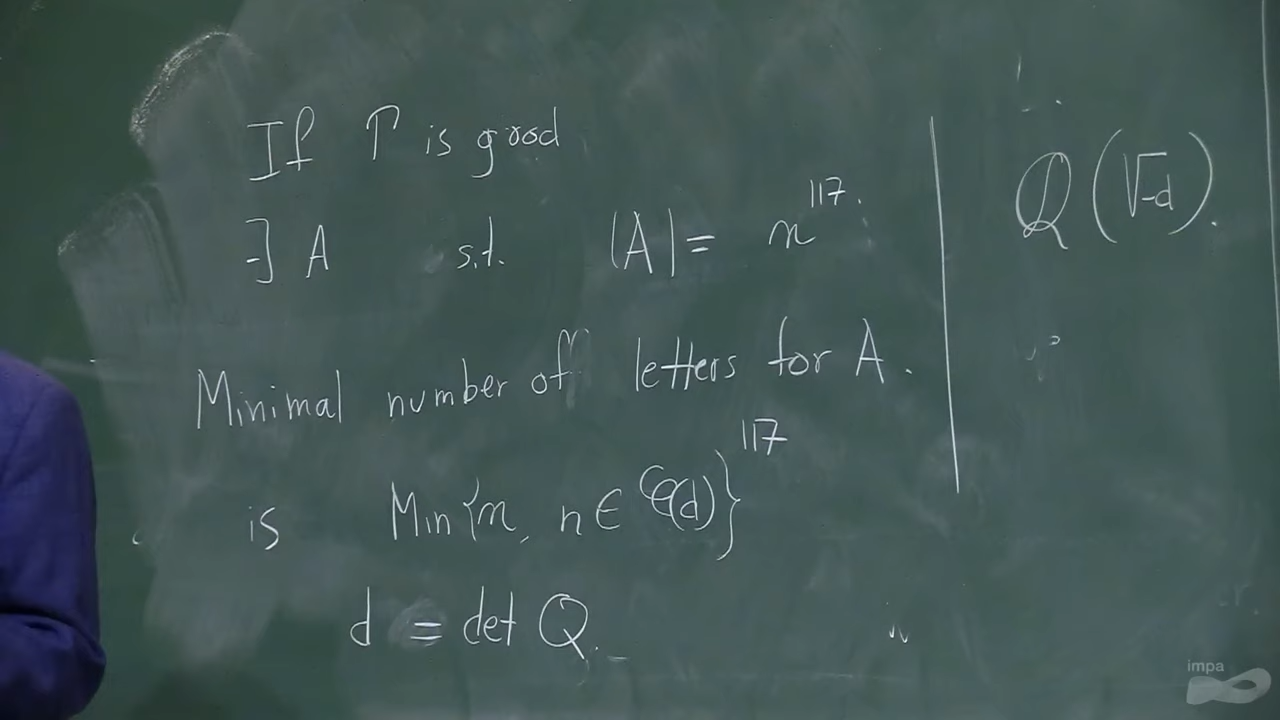 If Γ is good
∃ A s.t. |A| = n^117.
Minimal number of letters for A.
is Min{n, n ∈ C(d)}^117
d = det Q.
Q(√-d).
impa